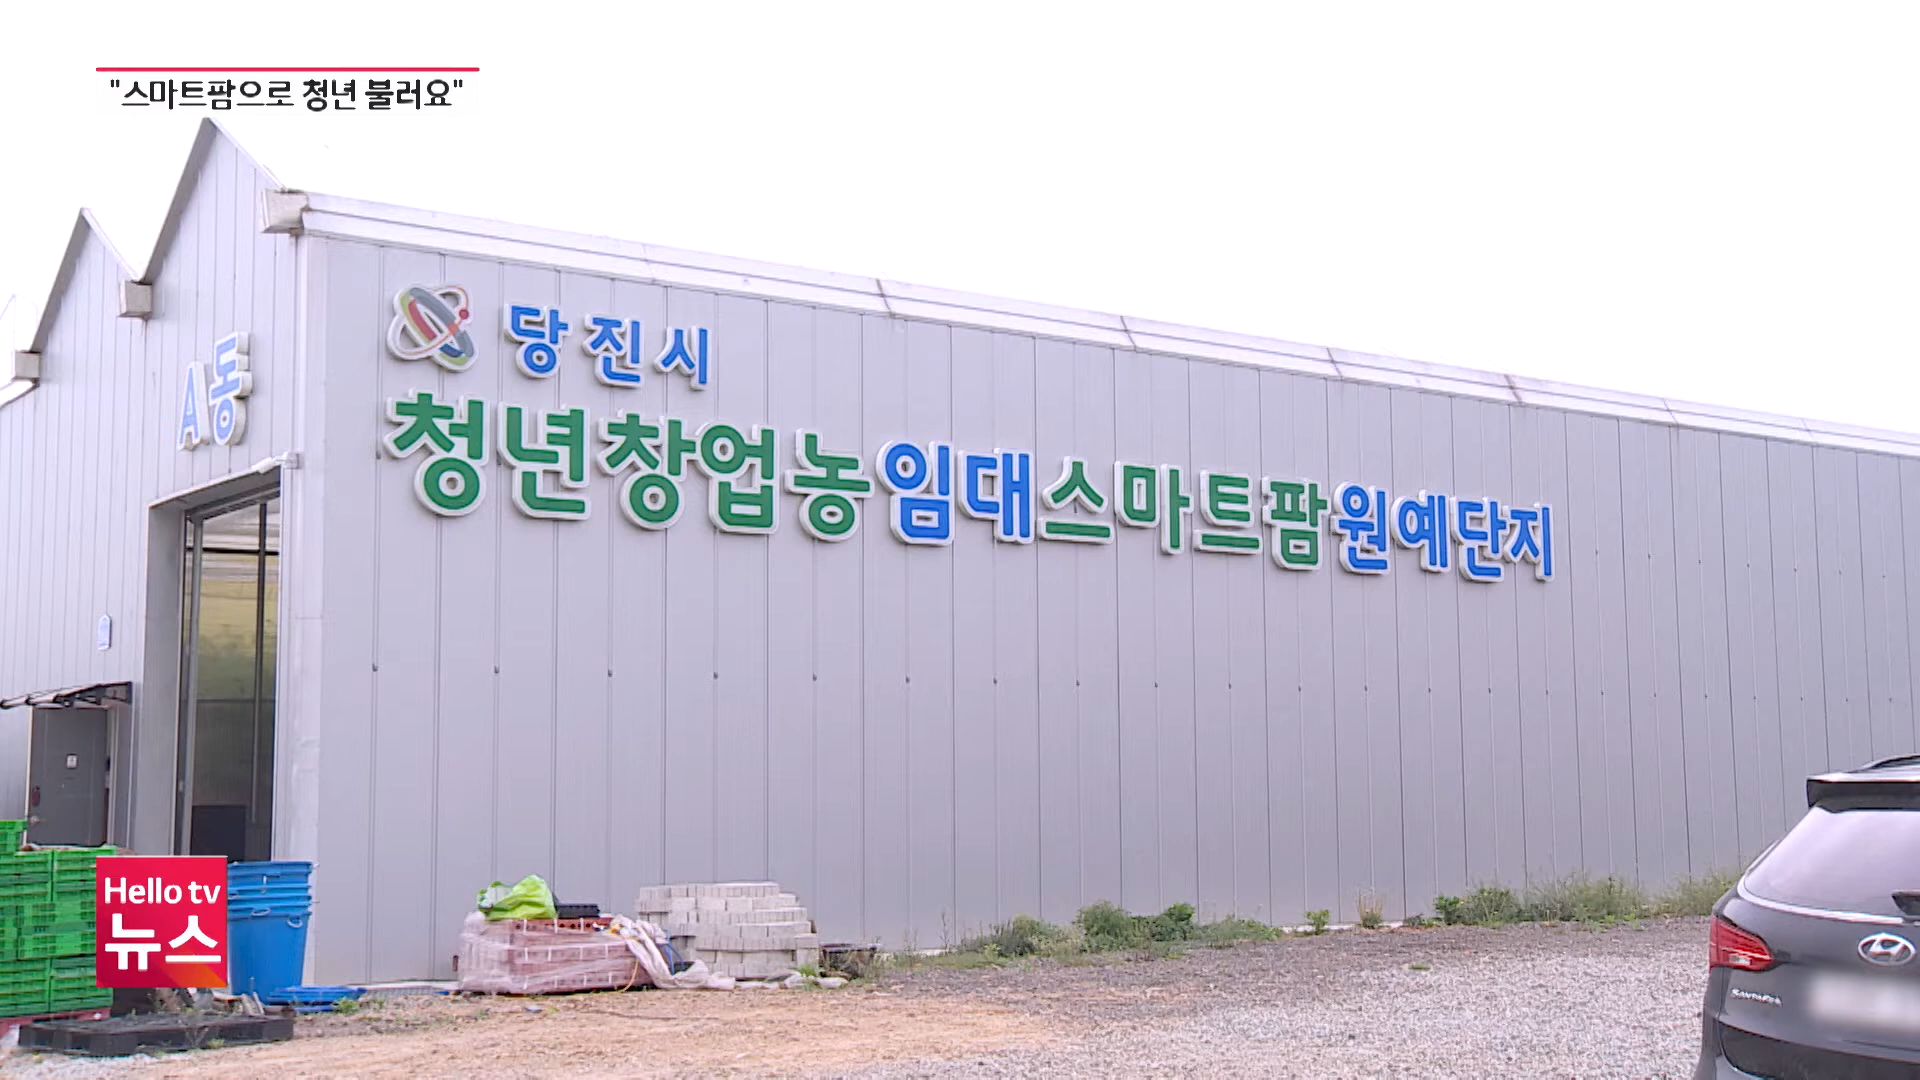 "스마트팜으로 청년 불러요"
당진시
A동
청년창업농임대스마트팜원예단지
Hello tv
뉴스
SANTAFE